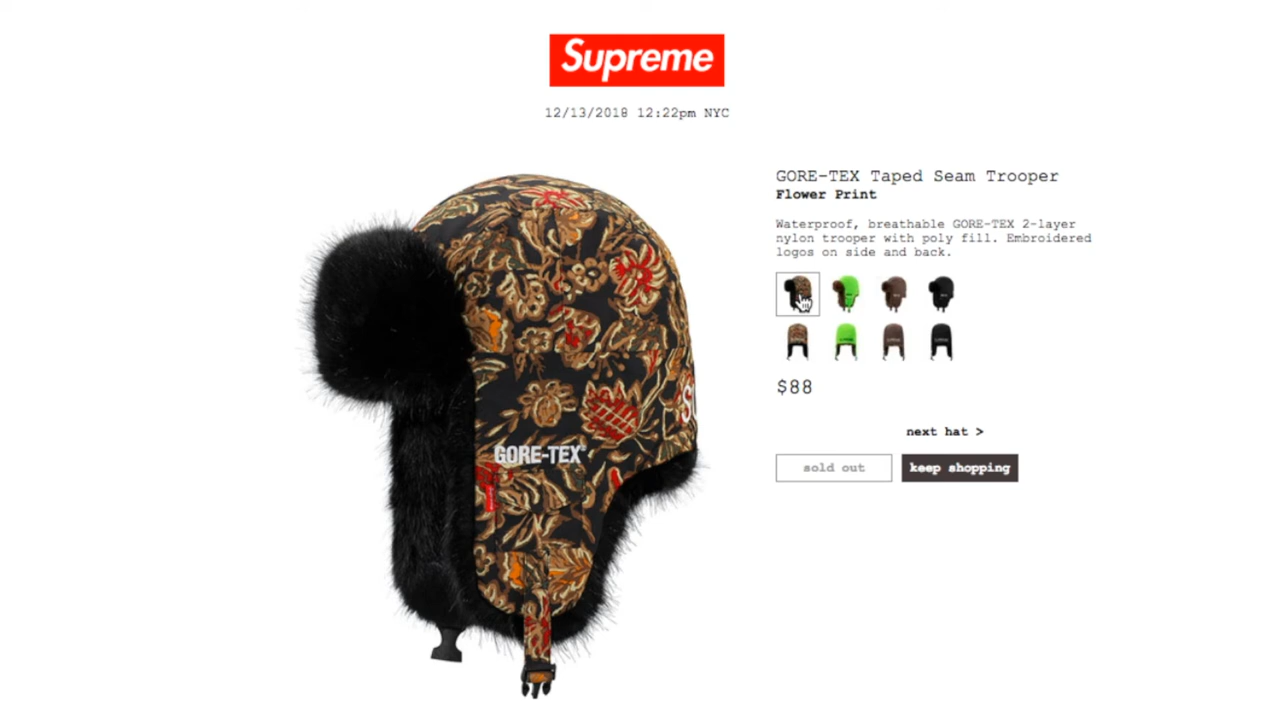 Supreme
12/13/2018 12:22pm NYC
GORE-TEX Taped Seam Trooper
Flower Print
Waterproof, breathable GORE-TEX 2-layer
nylon trooper with poly fill. Embroidered
logos on side and back.
$88
next hat >
sold out
keep shopping
GORE-TEX